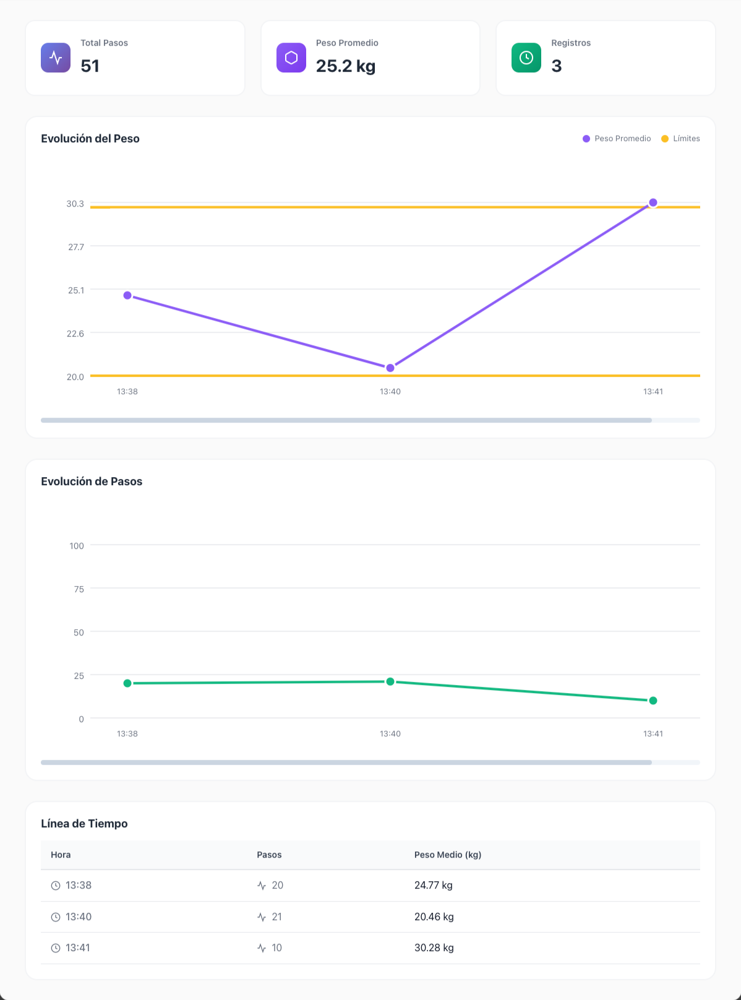 Total Pasos
51
Peso Promedio
25.2 kg
Registros
3
Evolución del Peso
Peso Promedio
Límites
30.3
27.7
25.1
22.6
20.0
13:38
13:40
13:41
Evolución de Pasos
100
75
50
25
0
13:38
13:40
13:41
Línea de Tiempo
Hora Pasos Peso Medio (kg)
13:38 20 24.77 kg
13:40 21 20.46 kg
13:41 10 30.28 kg